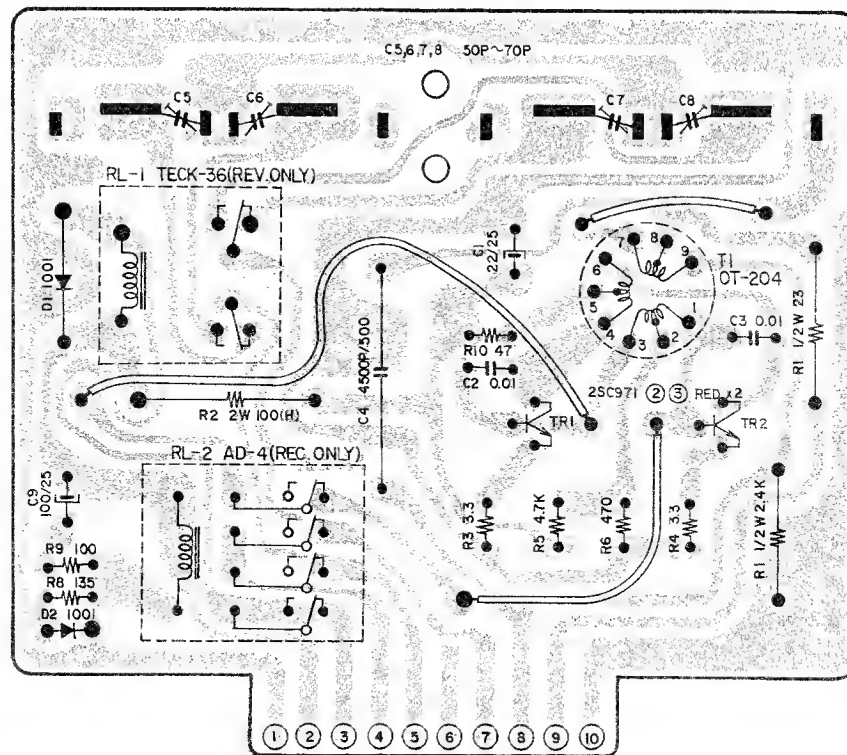 C5,6,7,8 50P~70P
C5
C6
C7
C8
RL-1 TECK-36(REV.ONLY)
D1 1001
C1
.22/25
7
8
9
6
5
4
3
2
1
T1
OT-204
C3 0.01
R1 1/2W 23
R10 47
C2 0.01
C4 4500P/500
R2 2W 100(H)
2SC971 ② ③ RED x2
TR1
TR2
RL-2 AD-4(REC.ONLY)
C9
100/25
R9 100
R8 135
D2 1001
R3 3.3
R5 4.7K
R6 470
R4 3.3
R1 1/2W 2.4K
① ② ③ ④ ⑤ ⑥ ⑦ ⑧ ⑨ ⑩